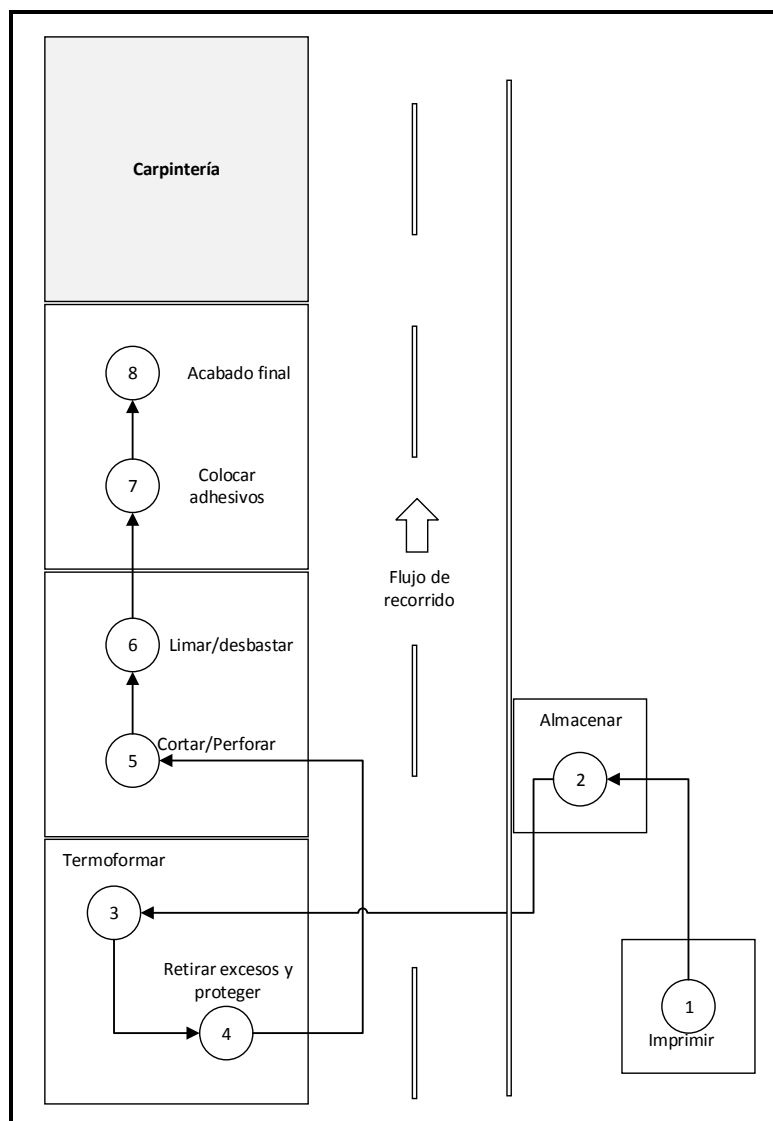 Carpintería
8
Acabado final
7
Colocar
adhesivos
Flujo de
recorrido
6
Limar/desbastar
Cortar/Perforar
5
Almacenar
2
Termoformar
3
Retirar excesos y
proteger
4
1
Imprimir